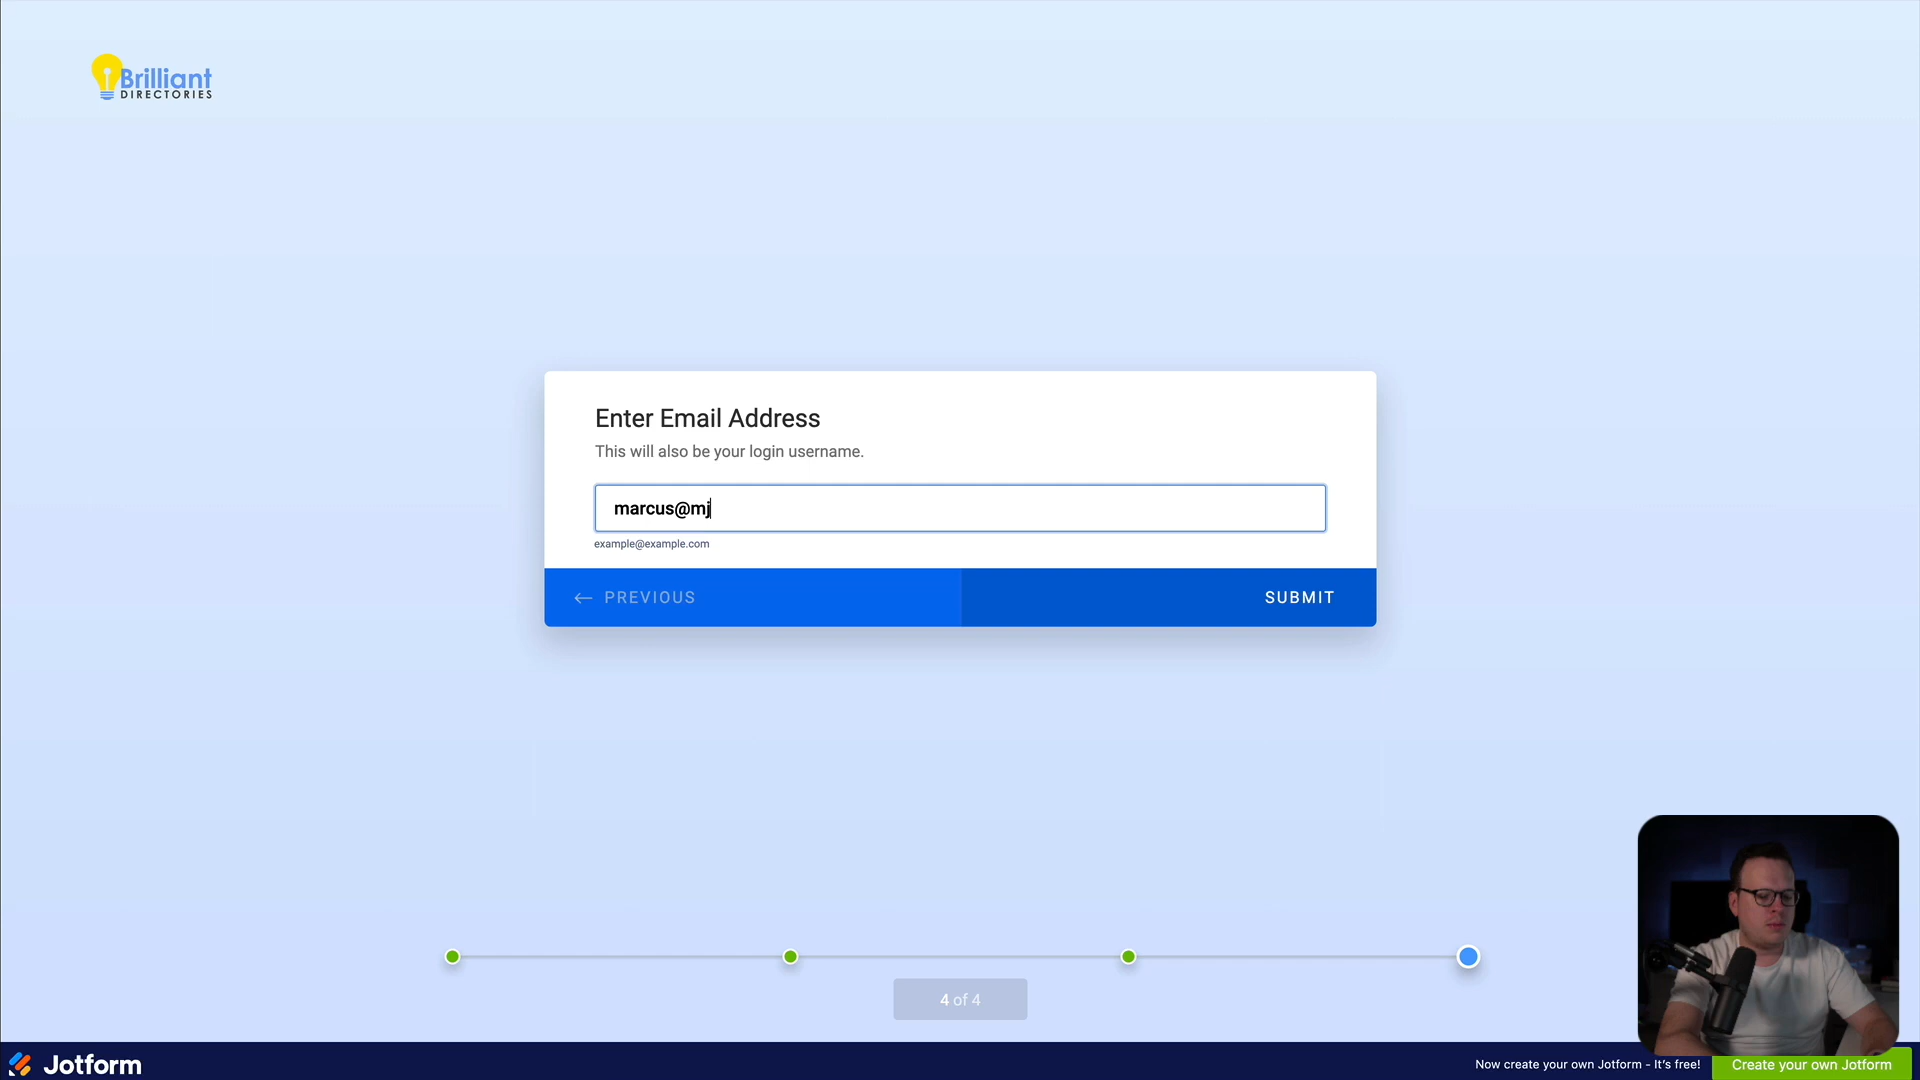 Brilliant
DIRECTORIES
Enter Email Address
This will also be your login username.
marcus@mj
example@example.com
← PREVIOUS
SUBMIT
4 of 4
Jotform
Now create your own Jotform - It's free!
Create your own Jotform